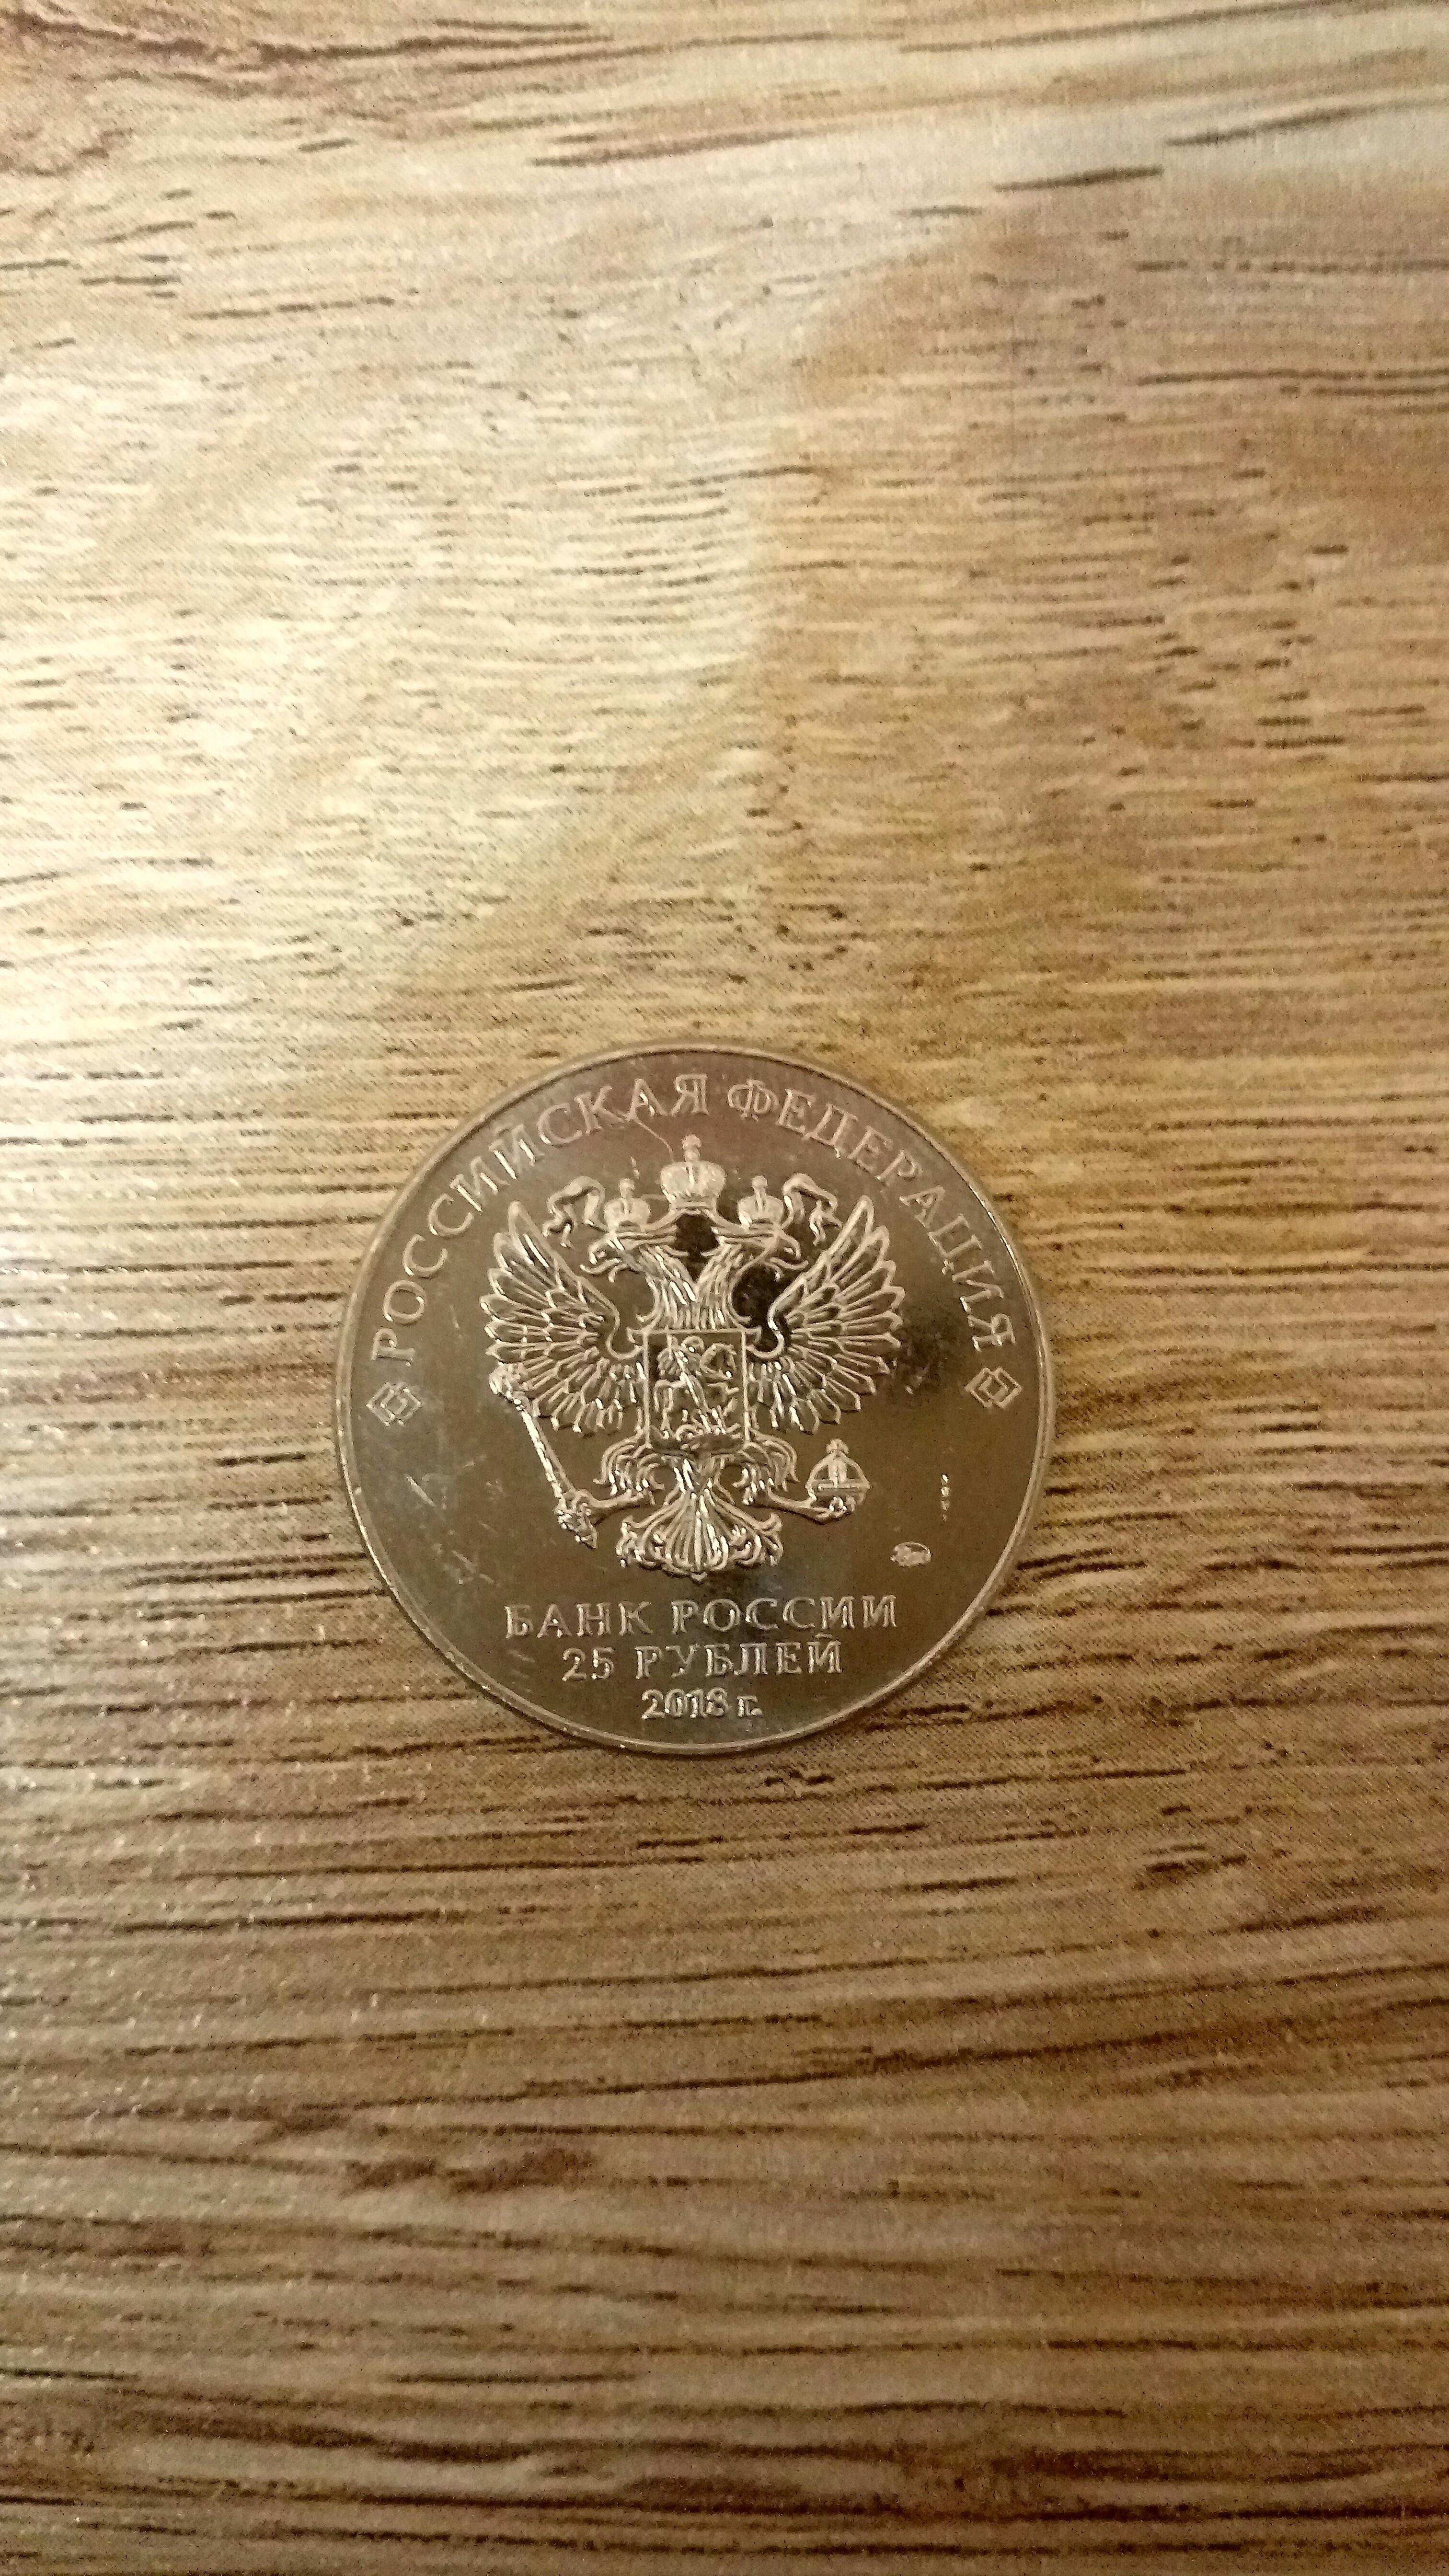 РОССИЙСКАЯ ФЕДЕРАЦИЯ
БАНК РОССИИ
25 РУБЛЕЙ
2018 г.